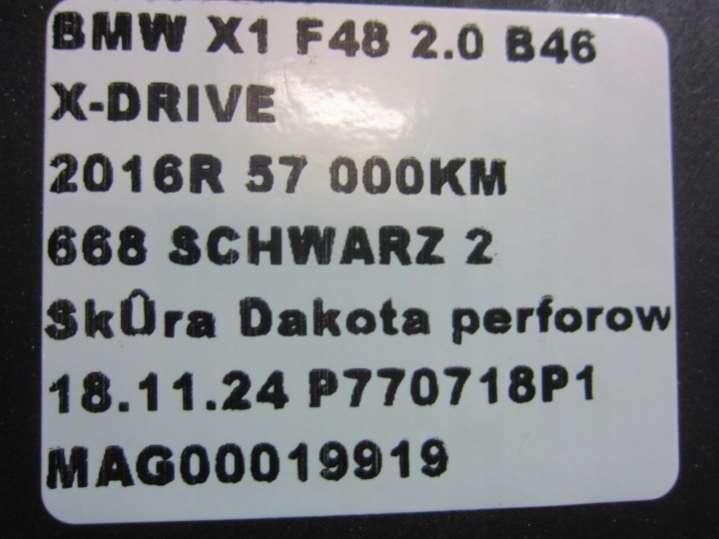 BMW X1 F48 2.0 B46
X-DRIVE
2016R 57 000KM
668 SCHWARZ 2
SkÛra Dakota perforow
18.11.24 P770718P1
MAG00019919